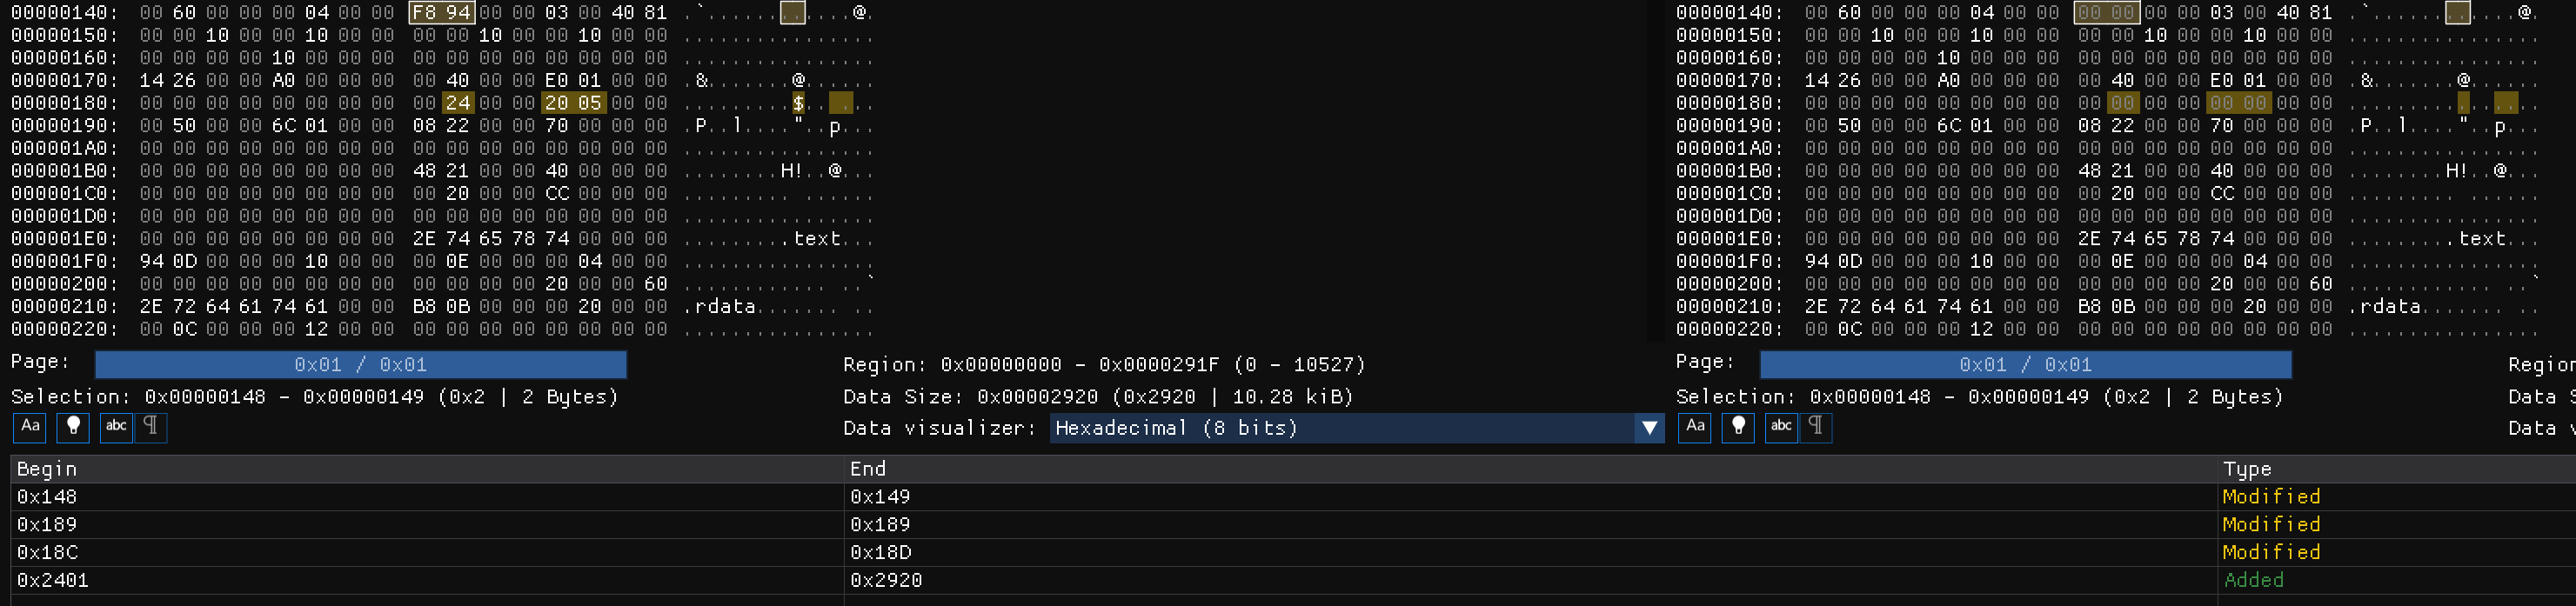 00000140: 00 60 00 00 00 04 00 00 F8 94 00 00 03 00 40 81 .`............@.
00000150: 00 00 10 00 00 10 00 00 00 00 10 00 00 10 00 00 ................
00000160: 00 00 00 00 10 00 00 00 00 00 00 00 00 00 00 00 ................
00000170: 14 26 00 00 A0 00 00 00 00 40 00 00 E0 01 00 00 .&.......@......
00000180: 00 00 00 00 00 00 00 00 00 24 00 00 20 05 00 00 .........$.. ...
00000190: 00 50 00 00 6C 01 00 00 08 22 00 00 70 00 00 00 .P..l...."..p...
000001A0: 00 00 00 00 00 00 00 00 00 00 00 00 00 00 00 00 ................
000001B0: 00 00 00 00 00 00 00 00 48 21 00 00 40 00 00 00 ........H!..@...
000001C0: 00 00 00 00 00 00 00 00 00 20 00 00 CC 00 00 00 ......... ......
000001D0: 00 00 00 00 00 00 00 00 00 00 00 00 00 00 00 00 ................
000001E0: 00 00 00 00 00 00 00 00 2E 74 65 78 74 00 00 00 .........text...
000001F0: 94 0D 00 00 00 10 00 00 00 0E 00 00 00 04 00 00 ................
00000200: 00 00 00 00 00 00 00 00 00 00 00 00 20 00 00 60 ............ ..`
00000210: 2E 72 64 61 74 61 00 00 B8 0B 00 00 00 20 00 00 .rdata....... ..
00000220: 00 0C 00 00 00 12 00 00 00 00 00 00 00 00 00 00 ................
Page: 0x01 / 0x01
Region: 0x00000000 - 0x0000291F (0 - 10527)
Selection: 0x00000148 - 0x00000149 (0x2 | 2 Bytes)
Data Size: 0x00002920 (0x2920 | 10.28 kiB)
Aa abc ¶
Data visualizer: Hexadecimal (8 bits)
00000140: 00 60 00 00 00 04 00 00 00 00 00 00 03 00 40 81 .`............@.
00000150: 00 00 10 00 00 10 00 00 00 00 10 00 00 10 00 00 ................
00000160: 00 00 00 00 10 00 00 00 00 00 00 00 00 00 00 00 ................
00000170: 14 26 00 00 A0 00 00 00 00 40 00 00 E0 01 00 00 .&.......@......
00000180: 00 00 00 00 00 00 00 00 00 00 00 00 00 00 00 00 ................
00000190: 00 50 00 00 6C 01 00 00 08 22 00 00 70 00 00 00 .P..l...."..p...
000001A0: 00 00 00 00 00 00 00 00 00 00 00 00 00 00 00 00 ................
000001B0: 00 00 00 00 00 00 00 00 48 21 00 00 40 00 00 00 ........H!..@...
000001C0: 00 00 00 00 00 00 00 00 00 20 00 00 CC 00 00 00 ......... ......
000001D0: 00 00 00 00 00 00 00 00 00 00 00 00 00 00 00 00 ................
000001E0: 00 00 00 00 00 00 00 00 2E 74 65 78 74 00 00 00 .........text...
000001F0: 94 0D 00 00 00 10 00 00 00 0E 00 00 00 04 00 00 ................
00000200: 00 00 00 00 00 00 00 00 00 00 00 00 20 00 00 60 ............ ..`
00000210: 2E 72 64 61 74 61 00 00 B8 0B 00 00 00 20 00 00 .rdata....... ..
00000220: 00 0C 00 00 00 12 00 00 00 00 00 00 00 00 00 00 ................
Page: 0x01 / 0x01
Region
Selection: 0x00000148 - 0x00000149 (0x2 | 2 Bytes)
Data S
Aa abc ¶
Data v
Begin End Type
0x148 0x149 Modified
0x189 0x189 Modified
0x18C 0x18D Modified
0x2401 0x2920 Added